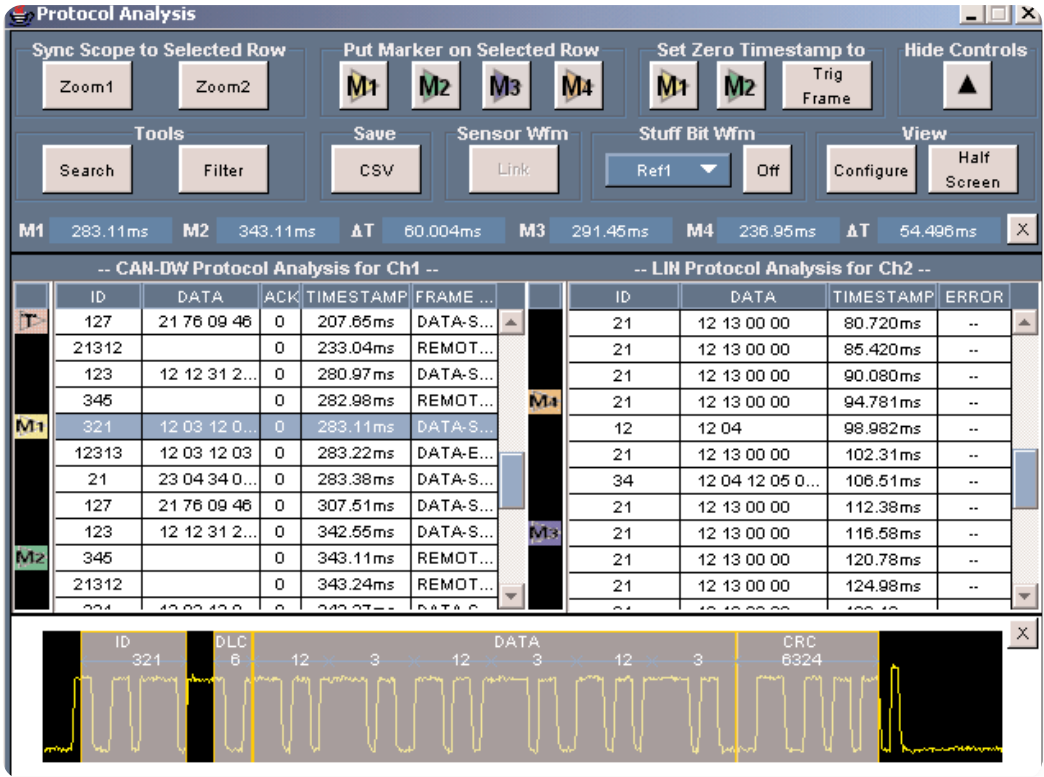 Protocol Analysis
Sync Scope to Selected Row Put Marker on Selected Row Set Zero Timestamp to Hide Controls
Zoom1 Zoom2 M1 M2 M3 M4 M1 M2 Trig Frame
Tools Save Sensor Wfm Stuff Bit Wfm View
Search Filter CSV Link Ref1 Off Configure Half Screen
M1 283.11ms M2 343.11ms ΔT 60.004ms M3 291.45ms M4 236.95ms ΔT 54.496ms X
-- CAN-DW Protocol Analysis for Ch1 -- -- LIN Protocol Analysis for Ch2 --
ID DATA ACK TIMESTAMP FRAME ... ID DATA TIMESTAMP ERROR
T 127 21 76 09 46 0 207.65ms DATA-S... 21 12 13 00 00 80.720ms --
21312 0 233.04ms REMOT... 21 12 13 00 00 85.420ms --
123 12 12 31 2... 0 280.97ms DATA-S... 21 12 13 00 00 90.080ms --
345 0 282.98ms REMOT... M4 21 12 13 00 00 94.781ms --
M1 321 12 03 12 0... 0 283.11ms DATA-S... 12 12 04 98.982ms --
12313 12 03 12 03 0 283.22ms DATA-E... 21 12 13 00 00 102.31ms --
21 23 04 34 0... 0 283.38ms DATA-S... 34 12 04 12 05 0... 106.51ms --
127 21 76 09 46 0 307.51ms DATA-S... 21 12 13 00 00 112.38ms --
123 12 12 31 2... 0 342.55ms DATA-S... M3 21 12 13 00 00 116.58ms --
M2 345 0 343.11ms REMOT... 21 12 13 00 00 120.78ms --
21312 0 343.24ms REMOT... 21 12 13 00 00 124.98ms --
ID DLC DATA CRC X
321 6 12 3 12 3 12 3 6324